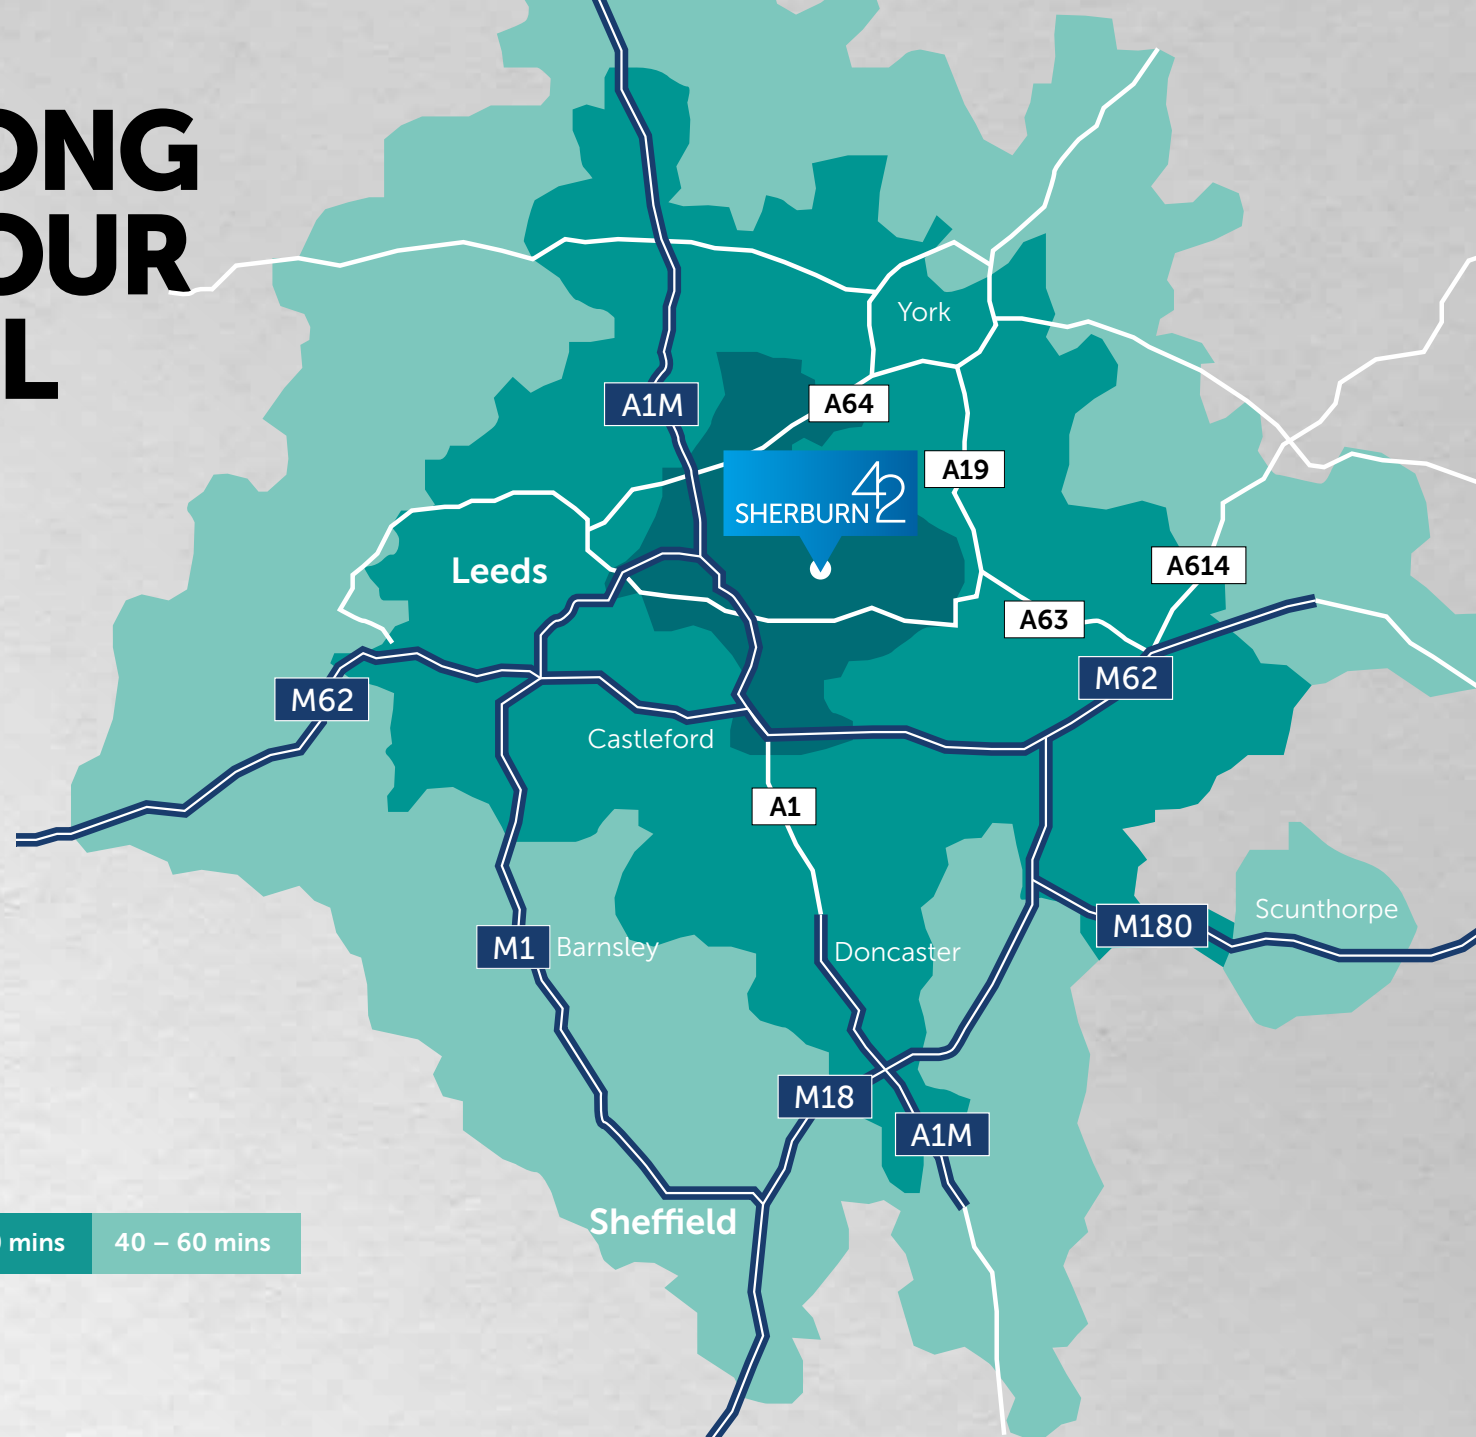 ONG
OUR
L
York
A1M
A64
A19
SHERBURN 42
Leeds
A614
A63
M62
M62
Castleford
A1
Scunthorpe
M180
M1
Barnsley
Doncaster
M18
A1M
Sheffield
mins
40 – 60 mins